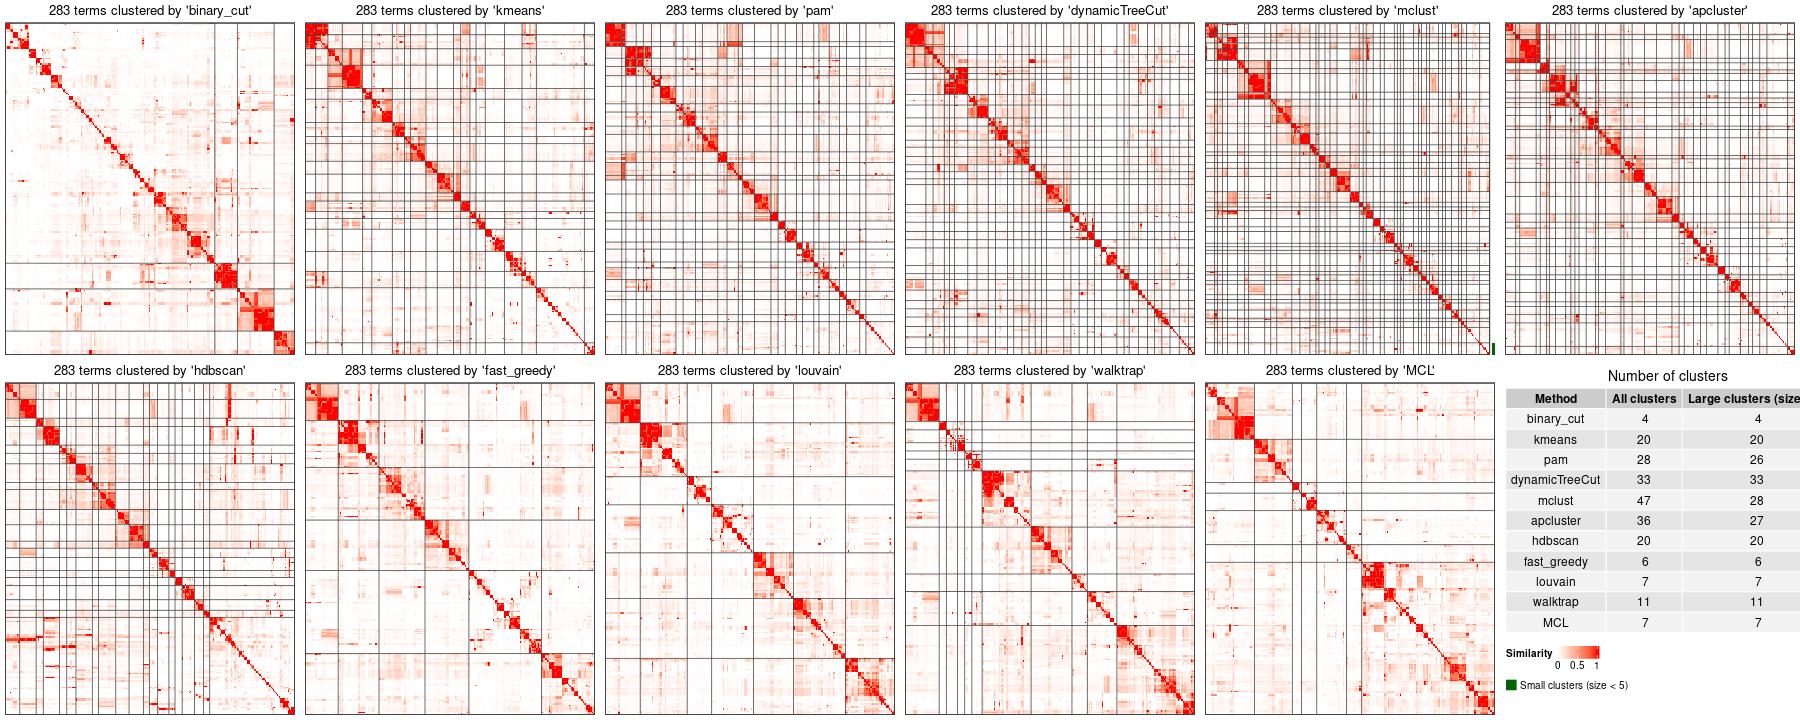 283 terms clustered by 'binary_cut'
283 terms clustered by 'kmeans'
283 terms clustered by 'pam'
283 terms clustered by 'dynamicTreeCut'
283 terms clustered by 'mclust'
283 terms clustered by 'apcluster'
283 terms clustered by 'hdbscan'
283 terms clustered by 'fast_greedy'
283 terms clustered by 'louvain'
283 terms clustered by 'walktrap'
283 terms clustered by 'MCL'
Number of clusters
Method All clusters Large clusters (size
binary_cut 4 4
kmeans 20 20
pam 28 26
dynamicTreeCut 33 33
mclust 47 28
apcluster 36 27
hdbscan 20 20
fast_greedy 6 6
louvain 7 7
walktrap 11 11
MCL 7 7
Similarity
0 0.5 1
Small clusters (size < 5)